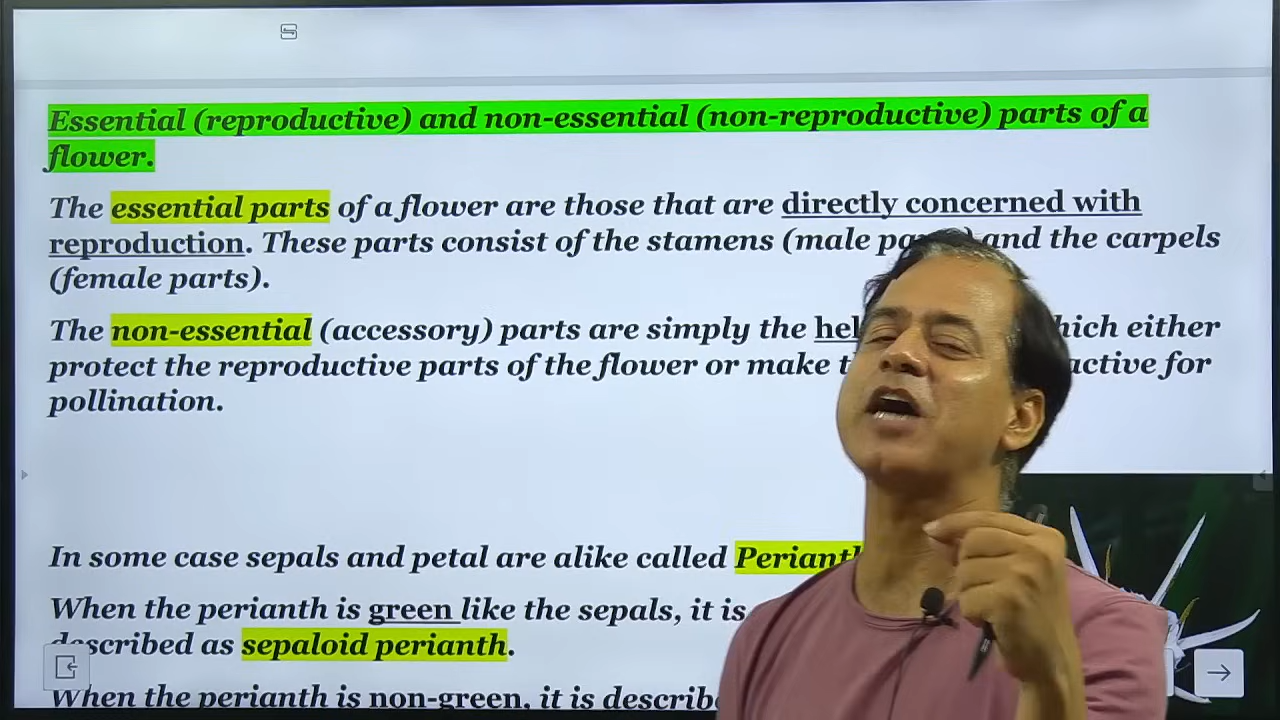 Essential (reproductive) and non-essential (non-reproductive) parts of a
flower.
The essential parts of a flower are those that are directly concerned with
reproduction. These parts consist of the stamens (male and the carpels
(female parts).
The non-essential (accessory) parts are simply the either
protect the reproductive parts of the flower or make for
pollination.
In some case sepals and petal are alike called Perianth
When the perianth is green like the sepals, it is
described as sepaloid perianth.
When the perianth is non-green, it is